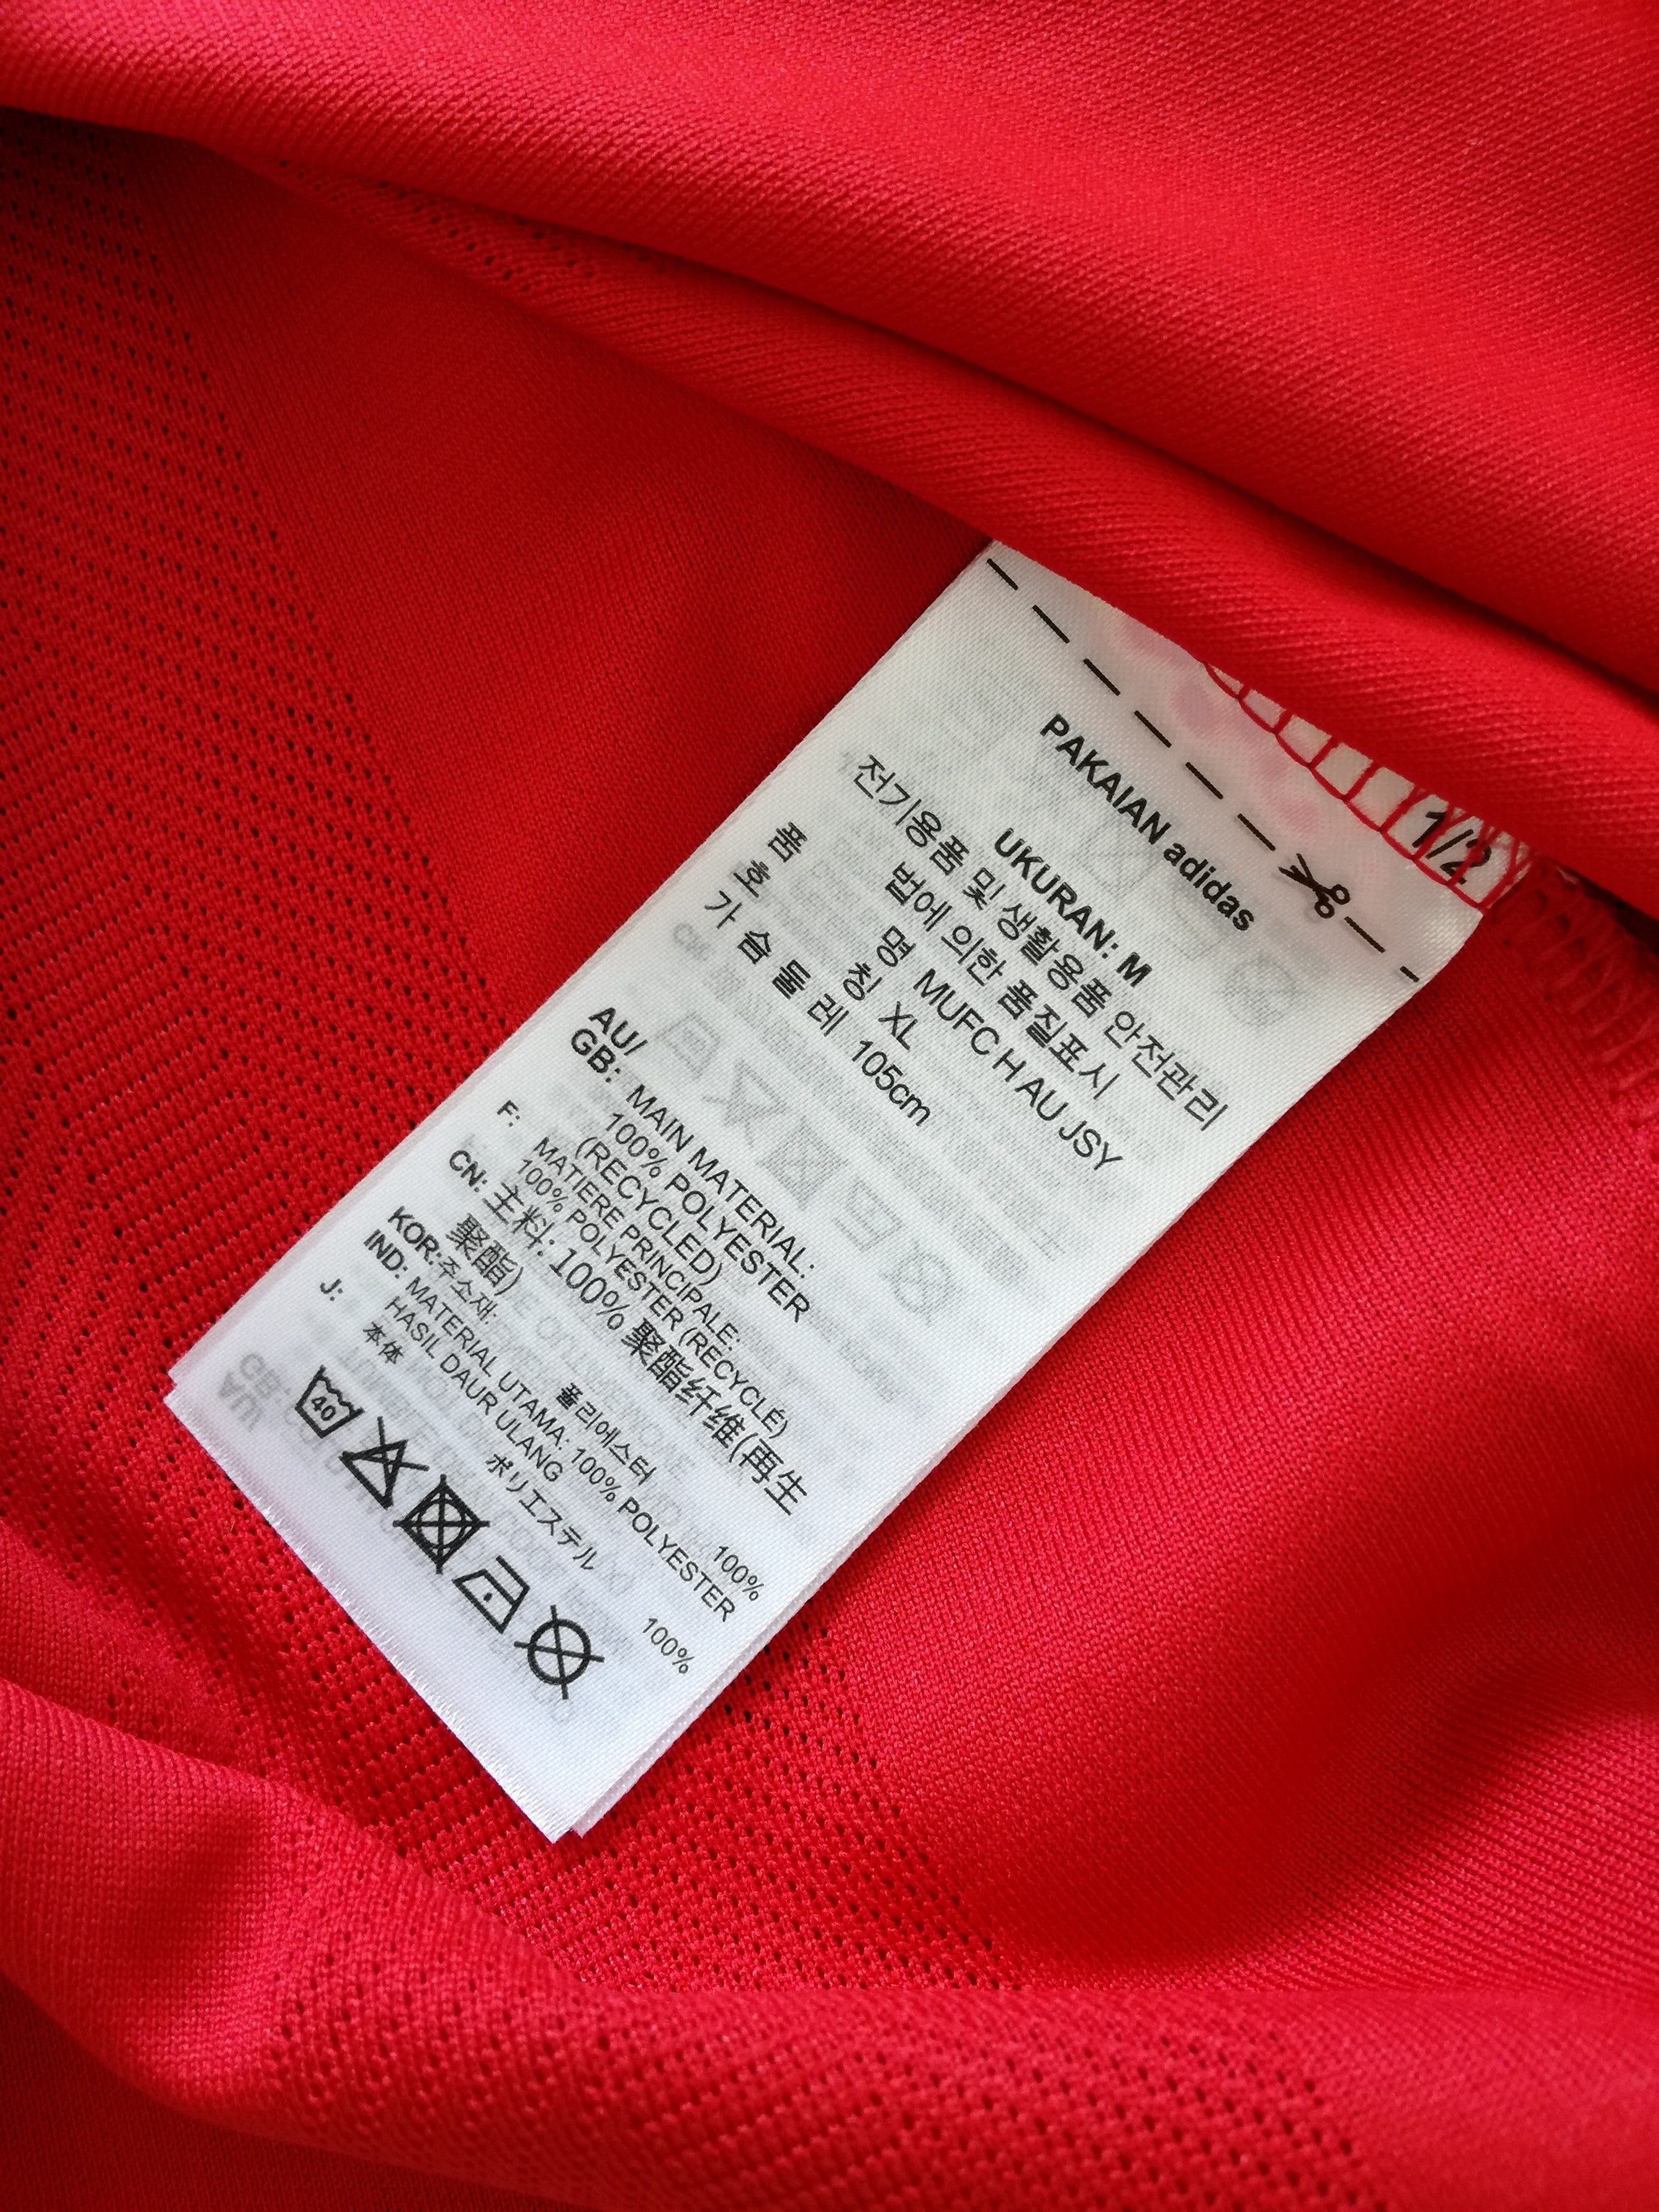 1/2
PAKAIAN adidas
UKURAN: M
전기용품 및 생활용품 안전관리
법에 의한 품질표시
품 명 MUFC H AU JSY
호 칭 XL
가 슴 둘 레 105cm
AU/
GB: MAIN MATERIAL:
100% POLYESTER
(RECYCLED)
F: MATIERE PRINCIPALE:
100% POLYESTER (RECYCLÉ)
CN: 主料: 100% 聚酯纤维(再生
聚酯)
KOR:주소재: 폴리에스터 100%
IND: MATERIAL UTAMA: 100% POLYESTER
HASIL DAUR ULANG
J: 本体 ポリエステル 100%
40